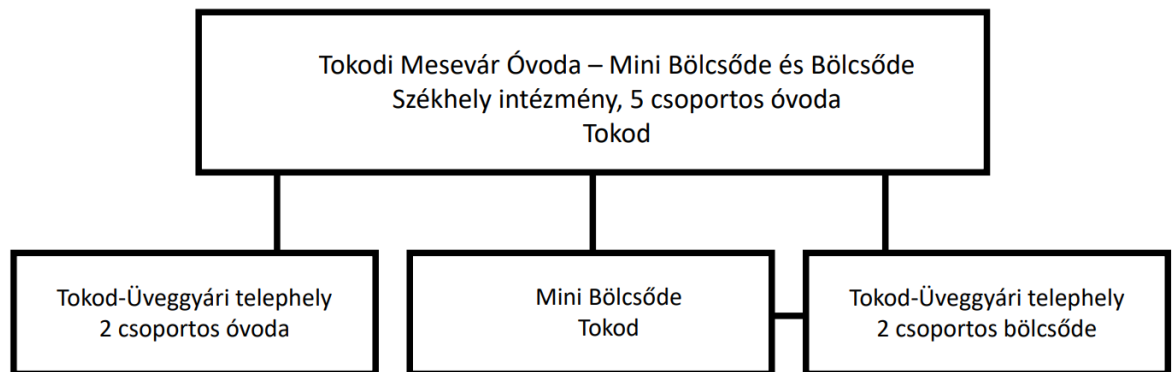 Tokodi Mesevár Óvoda – Mini Bölcsőde és Bölcsőde
Székhely intézmény, 5 csoportos óvoda
Tokod
Tokod-Üveggyári telephely
2 csoportos óvoda
Mini Bölcsőde
Tokod
Tokod-Üveggyári telephely
2 csoportos bölcsőde